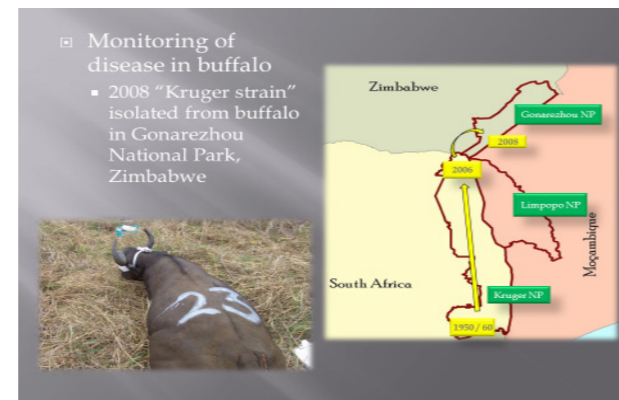 Monitoring of
disease in buffalo
2008 “Kruger strain”
isolated from buffalo
in Gonarezhou
National Park,
Zimbabwe
Zimbabwe
Gonarezhou NP
2008
2006
Limpopo NP
Moçambique
South Africa
Kruger NP
1950 / 60
23